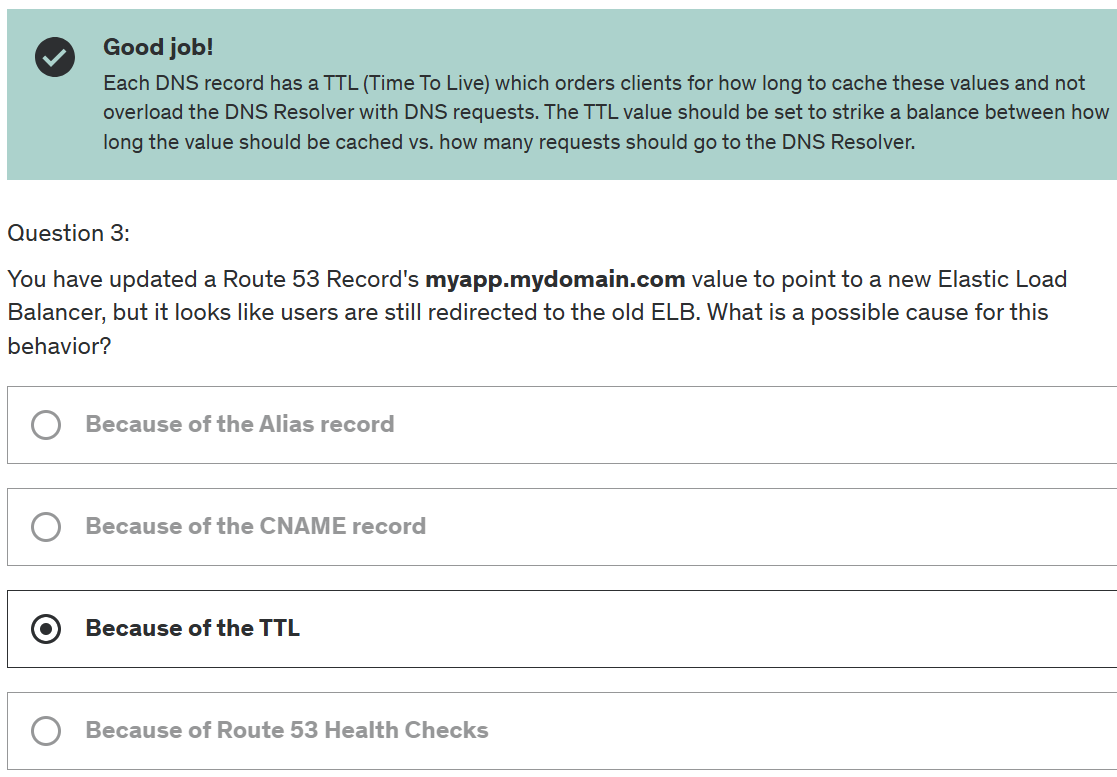 Good job!
Each DNS record has a TTL (Time To Live) which orders clients for how long to cache these values and not
overload the DNS Resolver with DNS requests. The TTL value should be set to strike a balance between how
long the value should be cached vs. how many requests should go to the DNS Resolver.
Question 3:
You have updated a Route 53 Record's myapp.mydomain.com value to point to a new Elastic Load
Balancer, but it looks like users are still redirected to the old ELB. What is a possible cause for this
behavior?
Because of the Alias record
Because of the CNAME record
Because of the TTL
Because of Route 53 Health Checks